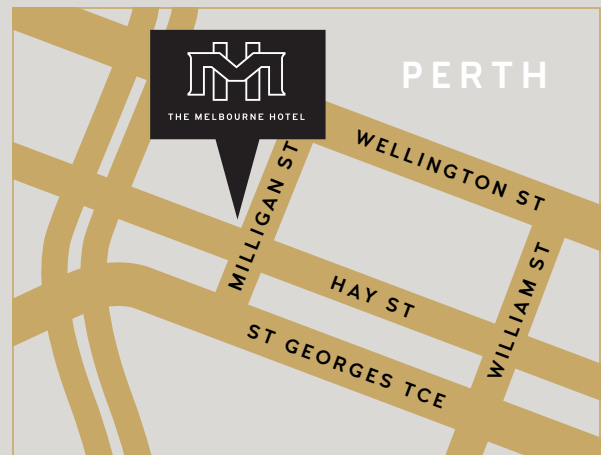 PERTH
THE MELBOURNE HOTEL
WELLINGTON ST
MILLIGAN ST
HAY ST
WILLIAM ST
ST GEORGES TCE